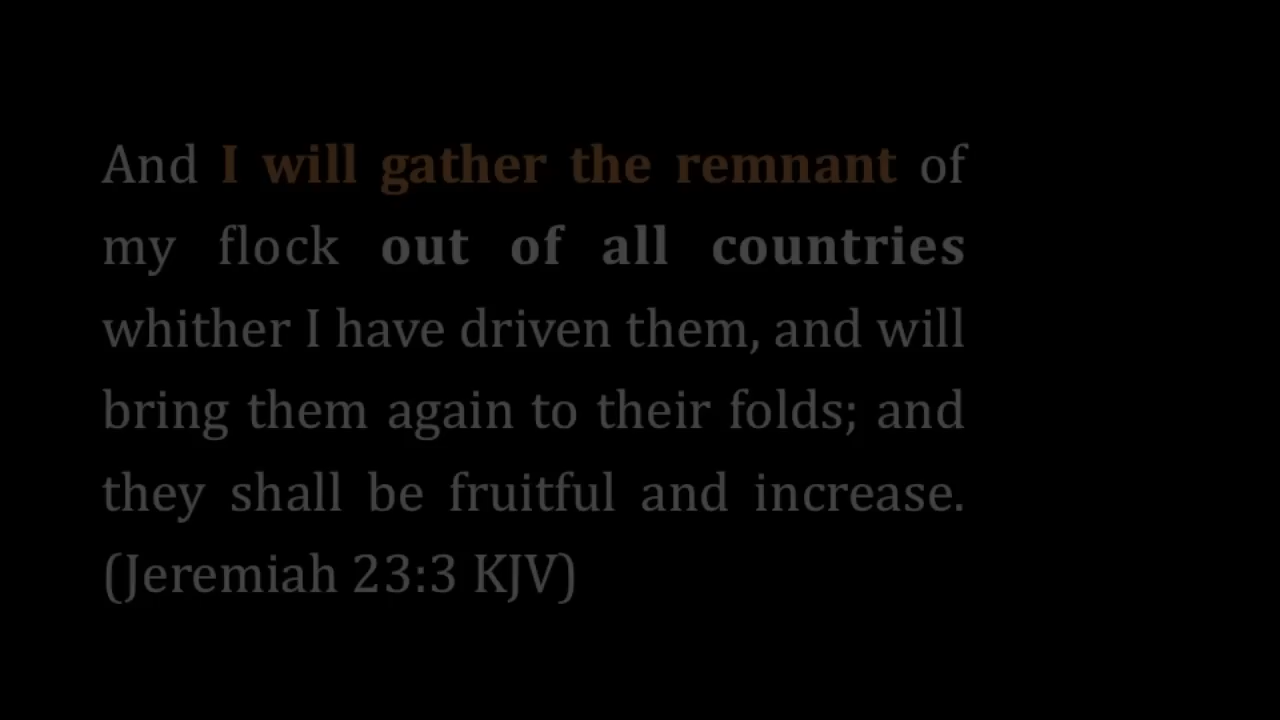 And I will gather the remnant of
my flock out of all countries
whither I have driven them, and will
bring them again to their folds; and
they shall be fruitful and increase.
(Jeremiah 23:3 KJV)